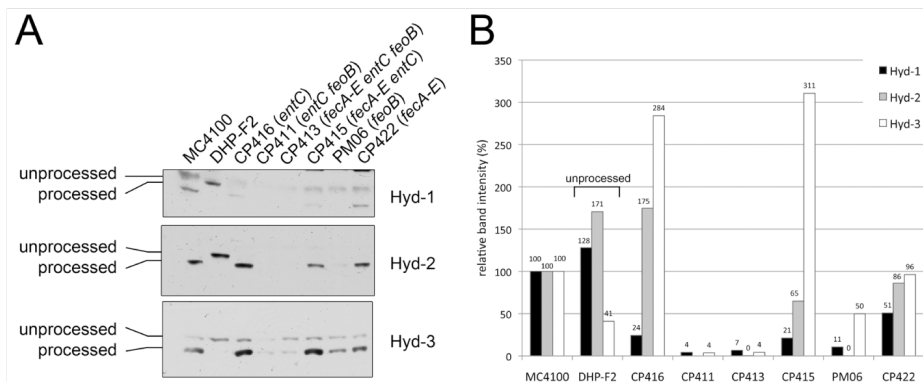 A
MC4100
DHP-F2
CP416 (entC)
CP411 (entC feoB)
CP413 (fecA-E entC feoB)
CP415 (fecA-E entC)
PM06 (feoB)
CP422 (fecA-E)
unprocessed
processed
Hyd-1
unprocessed
processed
Hyd-2
unprocessed
processed
Hyd-3
B
relative band intensity (%)
350
300
250
200
150
100
50
0
Hyd-1
Hyd-2
Hyd-3
unprocessed
100 100 100
128 171 41
24 175 284
4 4
7 0 4
21 65 311
11 0 50
51 86 96
MC4100 DHP-F2 CP416 CP411 CP413 CP415 PM06 CP422